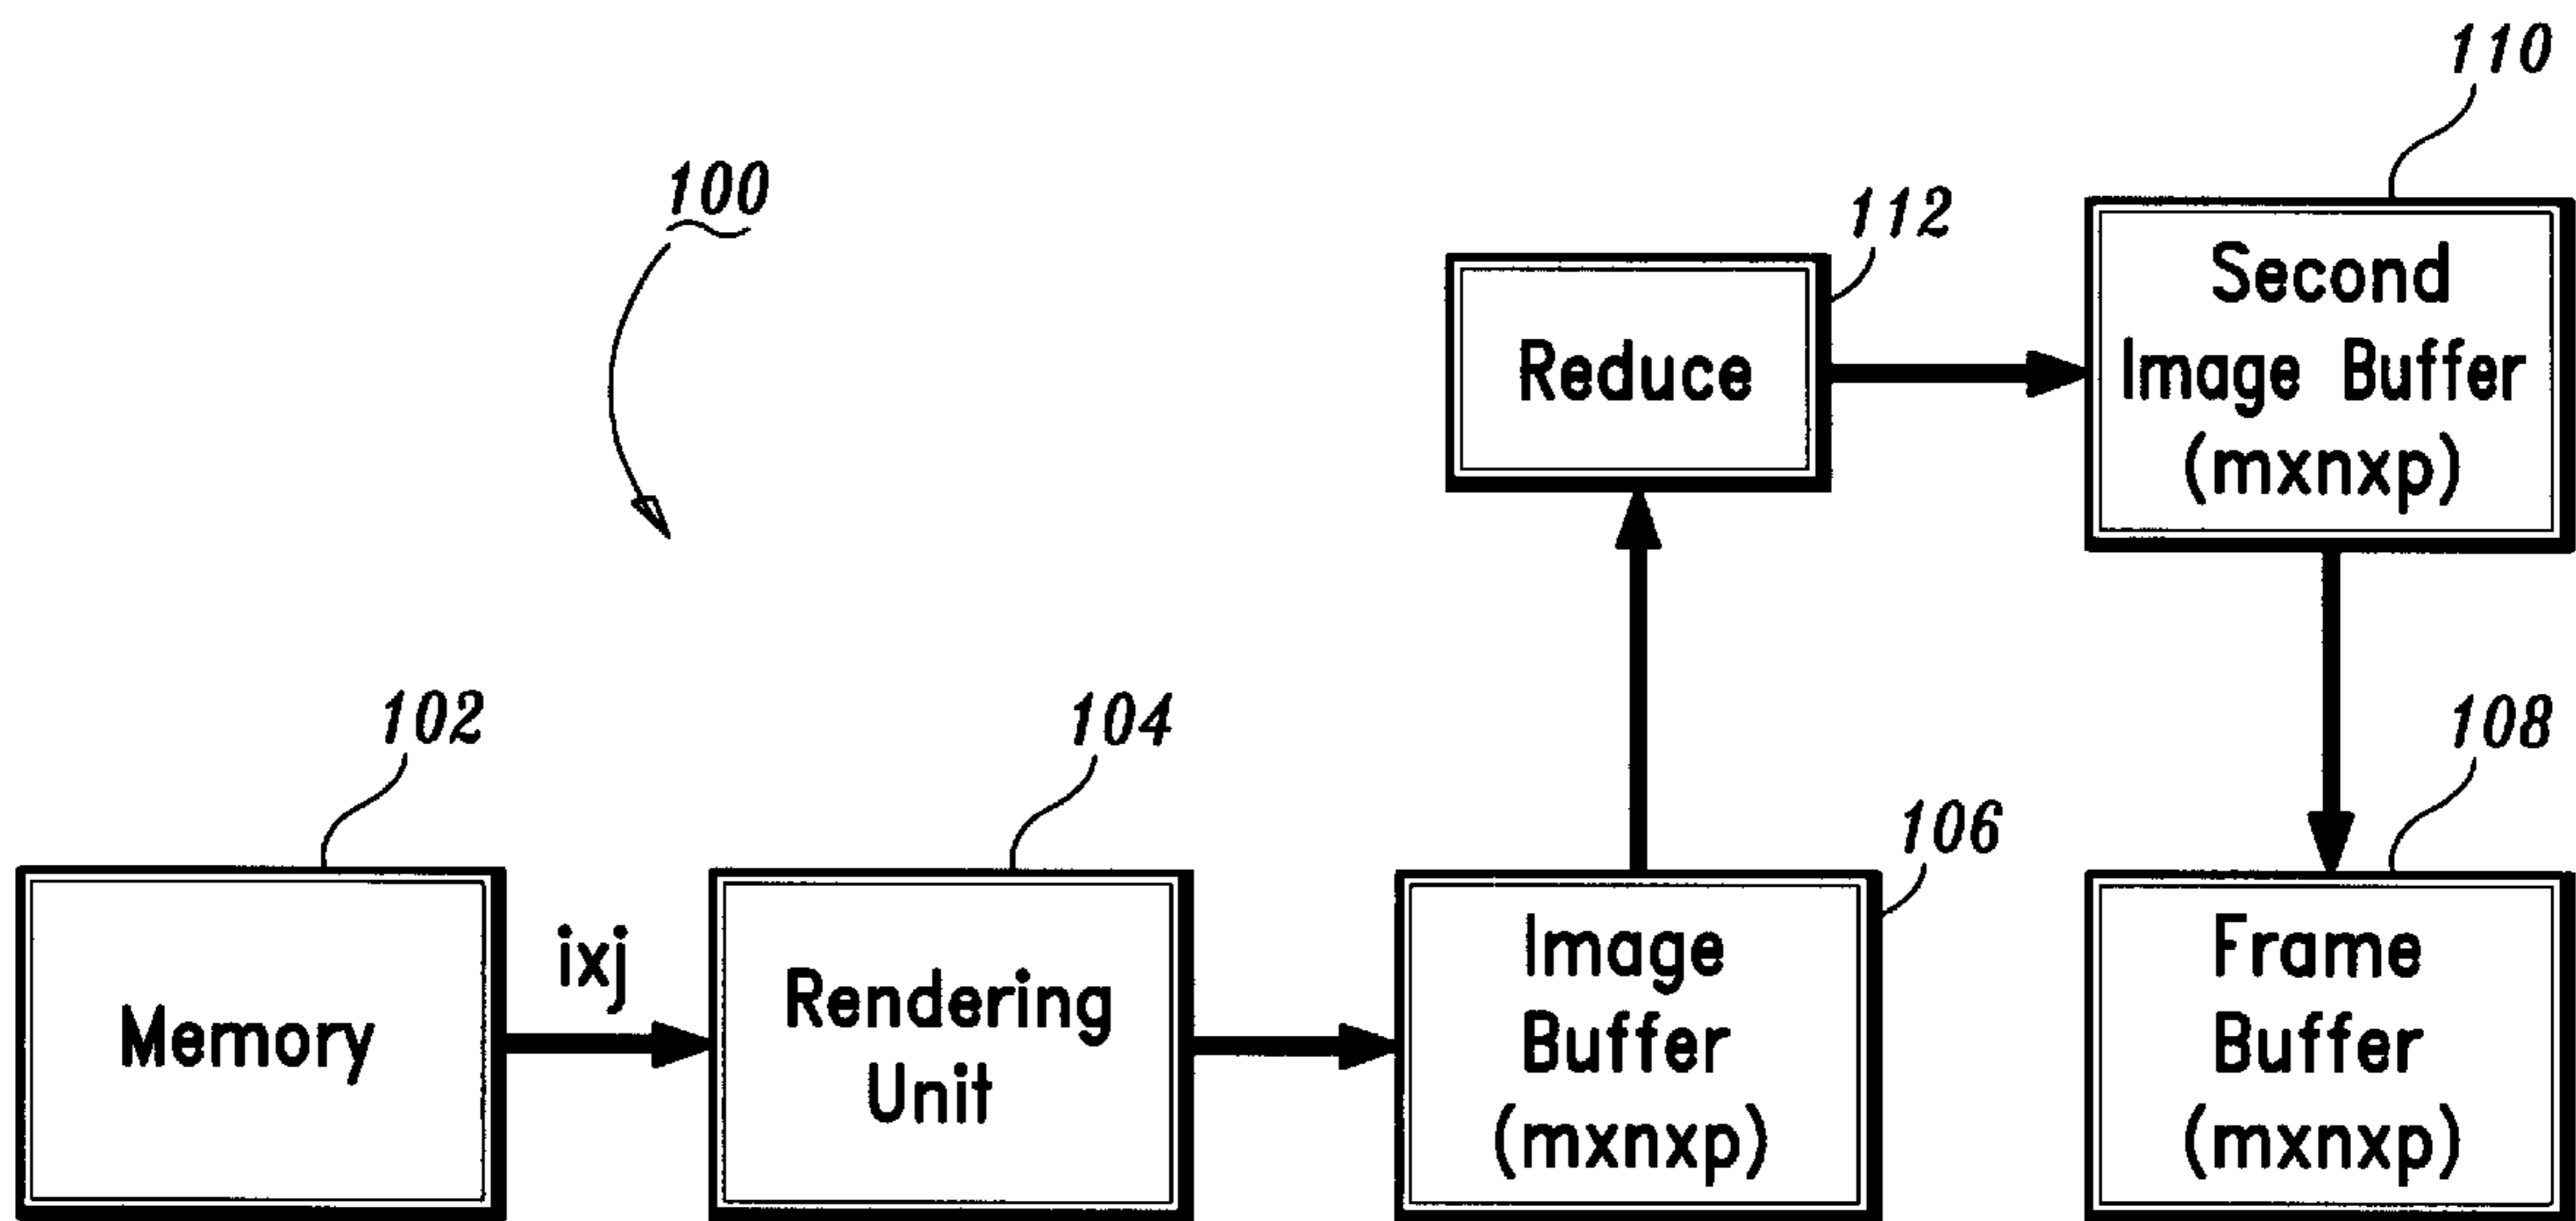 110
100
112
Second
Image Buffer
(mxnxp)
Reduce
102
104
108
106
Memory
ixj
Rendering
Unit
Image
Buffer
(mxnxp)
Frame
Buffer
(mxnxp)